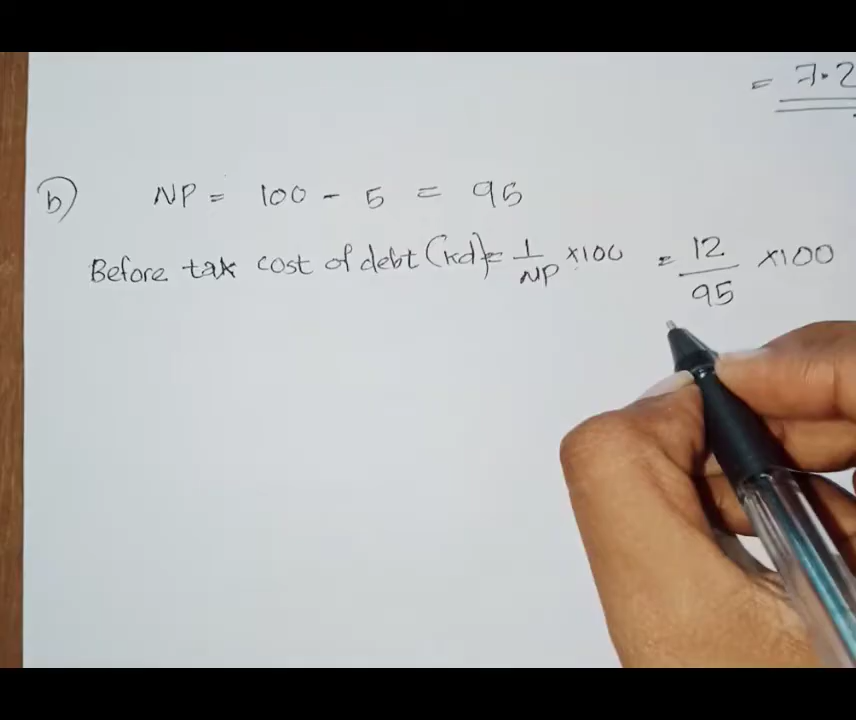 = 7.2
b) NP = 100 - 5 = 95
Before tax cost of debt (kd) = I/NP ×100 = 12/95 ×100